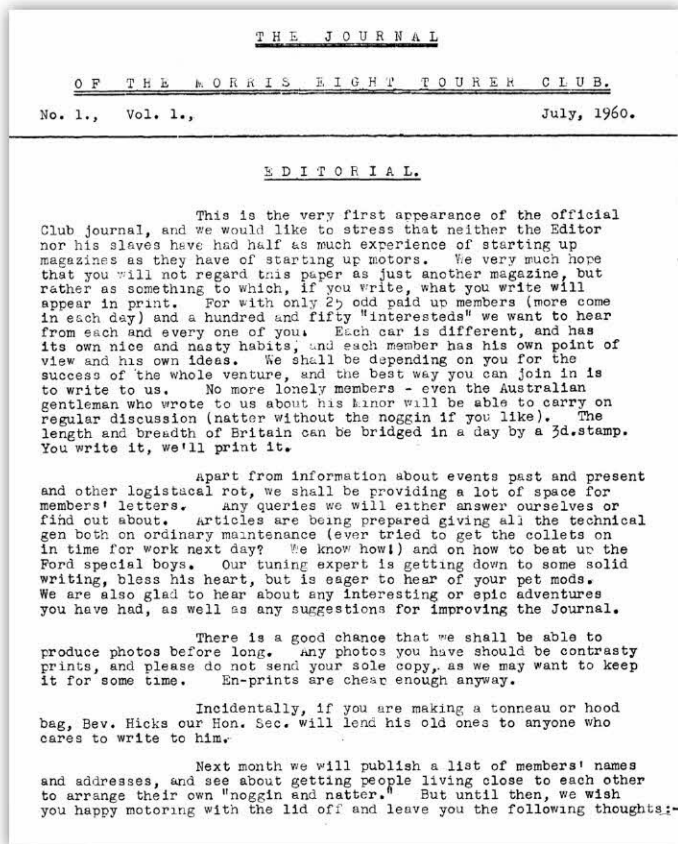 THE JOURNAL
OF THE MORRIS EIGHT TOURER CLUB.
No. 1., Vol. 1., July, 1960.
EDITORIAL.
This is the very first appearance of the official
Club journal, and we would like to stress that neither the Editor
nor his slaves have had half as much experience of starting up
magazines as they have of starting up motors. We very much hope
that you will not regard this paper as just another magazine, but
rather as something to which, if you write, what you write will
appear in print. For with only 25 odd paid up members (more come
in each day) and a hundred and fifty "interesteds" we want to hear
from each and every one of you. Each car is different, and has
its own nice and nasty habits, and each member has his own point of
view and his own ideas. We shall be depending on you for the
success of the whole venture, and the best way you can join in is
to write to us. No more lonely members - even the Australian
gentleman who wrote to us about his Minor will be able to carry on
regular discussion (natter without the noggin if you like). The
length and breadth of Britain can be bridged in a day by a 3d.stamp.
You write it, we'll print it.
Apart from information about events past and present
and other logistacal rot, we shall be providing a lot of space for
members' letters. Any queries we will either answer ourselves or
find out about. Articles are being prepared giving all the technical
gen both on ordinary maintenance (ever tried to get the collets on
in time for work next day? We know how!) and on how to beat up the
Ford special boys. Our tuning expert is getting down to some solid
writing, bless his heart, but is eager to hear of your pet mods.
We are also glad to hear about any interesting or epic adventures
you have had, as well as any suggestions for improving the Journal.
There is a good chance that we shall be able to
produce photos before long. Any photos you have should be contrasty
prints, and please do not send your sole copy, as we may want to keep
it for some time. En-prints are cheap enough anyway.
Incidentally, if you are making a tonneau or hood
bag, Bev. Hicks our Hon. Sec. will lend his old ones to anyone who
cares to write to him.
Next month we will publish a list of members' names
and addresses, and see about getting people living close to each other
to arrange their own "noggin and natter." But until then, we wish
you happy motoring with the lid off and leave you the following thoughts:-